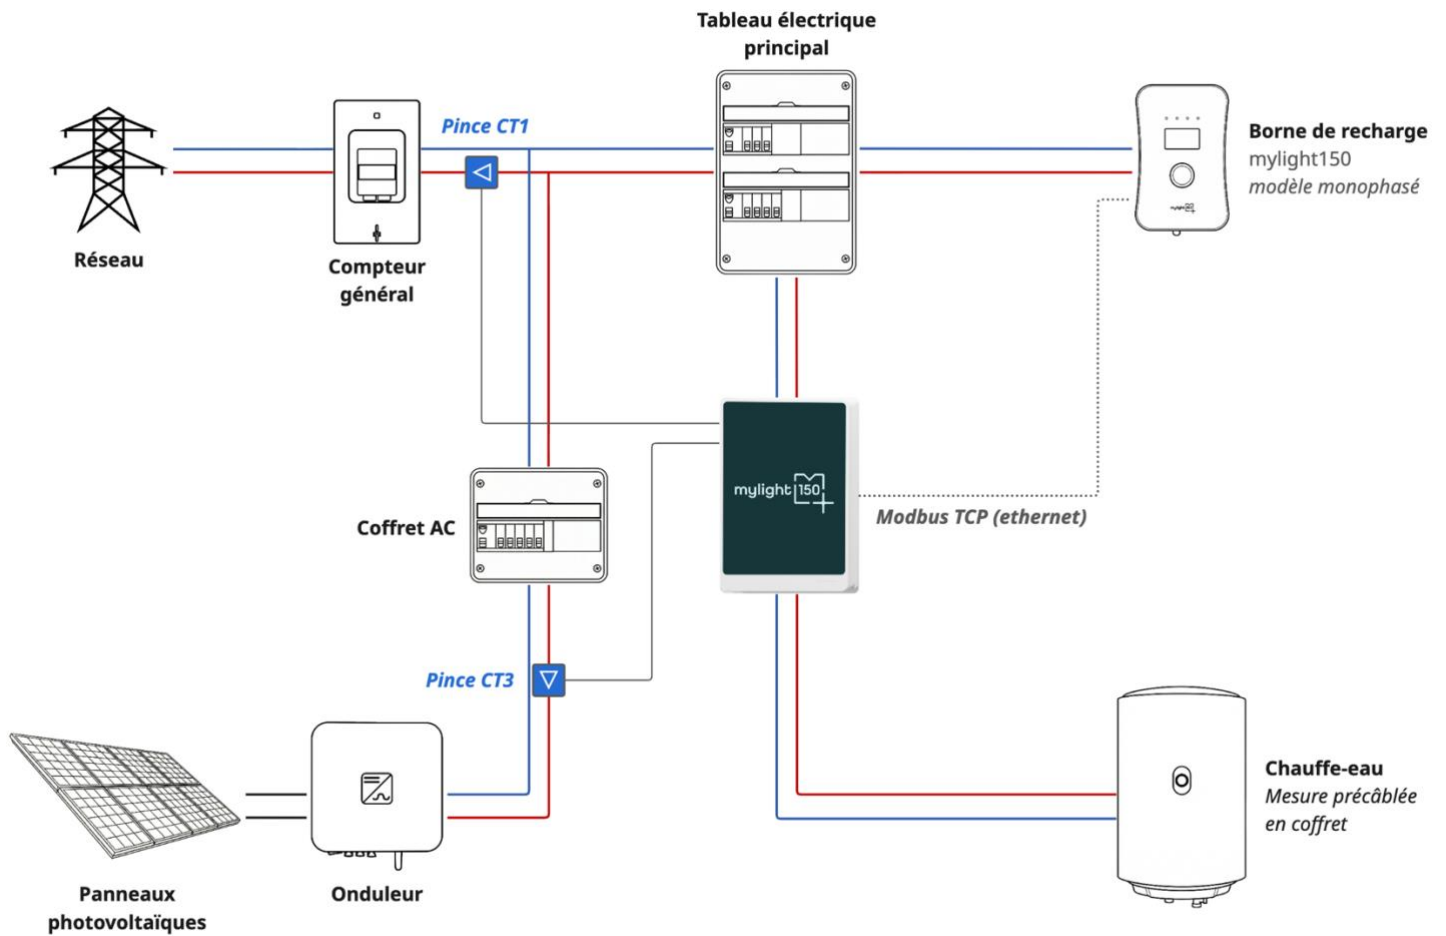 Tableau électrique
principal
Pince CT1
Borne de recharge
mylight150
modèle monophasé
Réseau
Compteur
général
mylight 150
Coffret AC
Modbus TCP (ethernet)
Pince CT3
Chauffe-eau
Mesure précâblée
en coffret
Panneaux
photovoltaïques
Onduleur